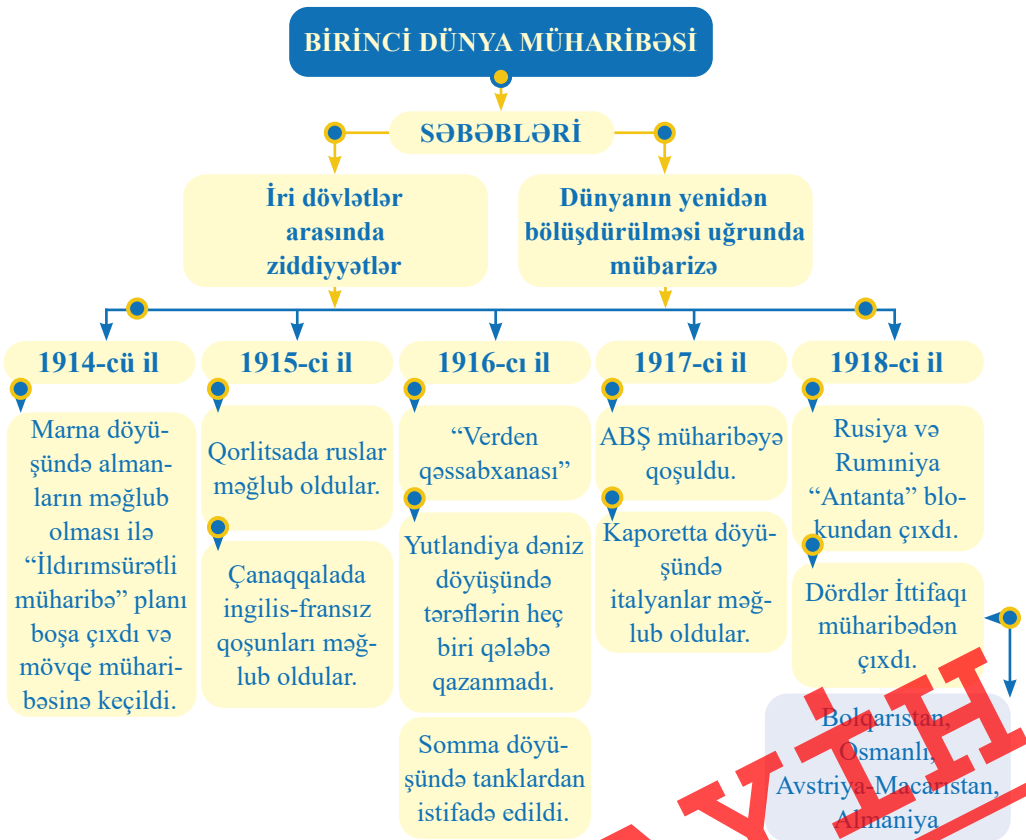 BİRİNCİ DÜNYA MÜHARİBƏSİ
SƏBƏBLƏRİ
İri dövlətlər
arasında
ziddiyyətlər
Dünyanın yenidən
bölüşdürülməsi uğrunda
mübarizə
1914-cü il
Marna döyü-
şündə alman-
ların məğlub
olması ilə
“İldırımsürətli
müharibə” planı
boşa çıxdı və
mövqe mühari-
bəsinə keçildi.
1915-ci il
Qorlitsada ruslar
məğlub oldular.
Çanaqqalada
ingilis-fransız
qoşunları məğ-
lub oldular.
1916-cı il
“Verden
qəssabxanası”
Yutlandiya dəniz
döyüşündə
tərəflərin heç
biri qələbə
qazanmadı.
Somma döyü-
şündə tanklardan
istifadə edildi.
1917-ci il
ABŞ müharibəyə
qoşuldu.
Kaporetta döyü-
şündə
italyanlar məğ-
lub oldular.
1918-ci il
Rusiya və
Rumıniya
“Antanta” blo-
kundan çıxdı.
Dördlər İttifaqı
müharibədən
çıxdı.
Bolqarıstan,
Osmanlı,
Avstriya-Macarıstan,
Almaniya
YİH